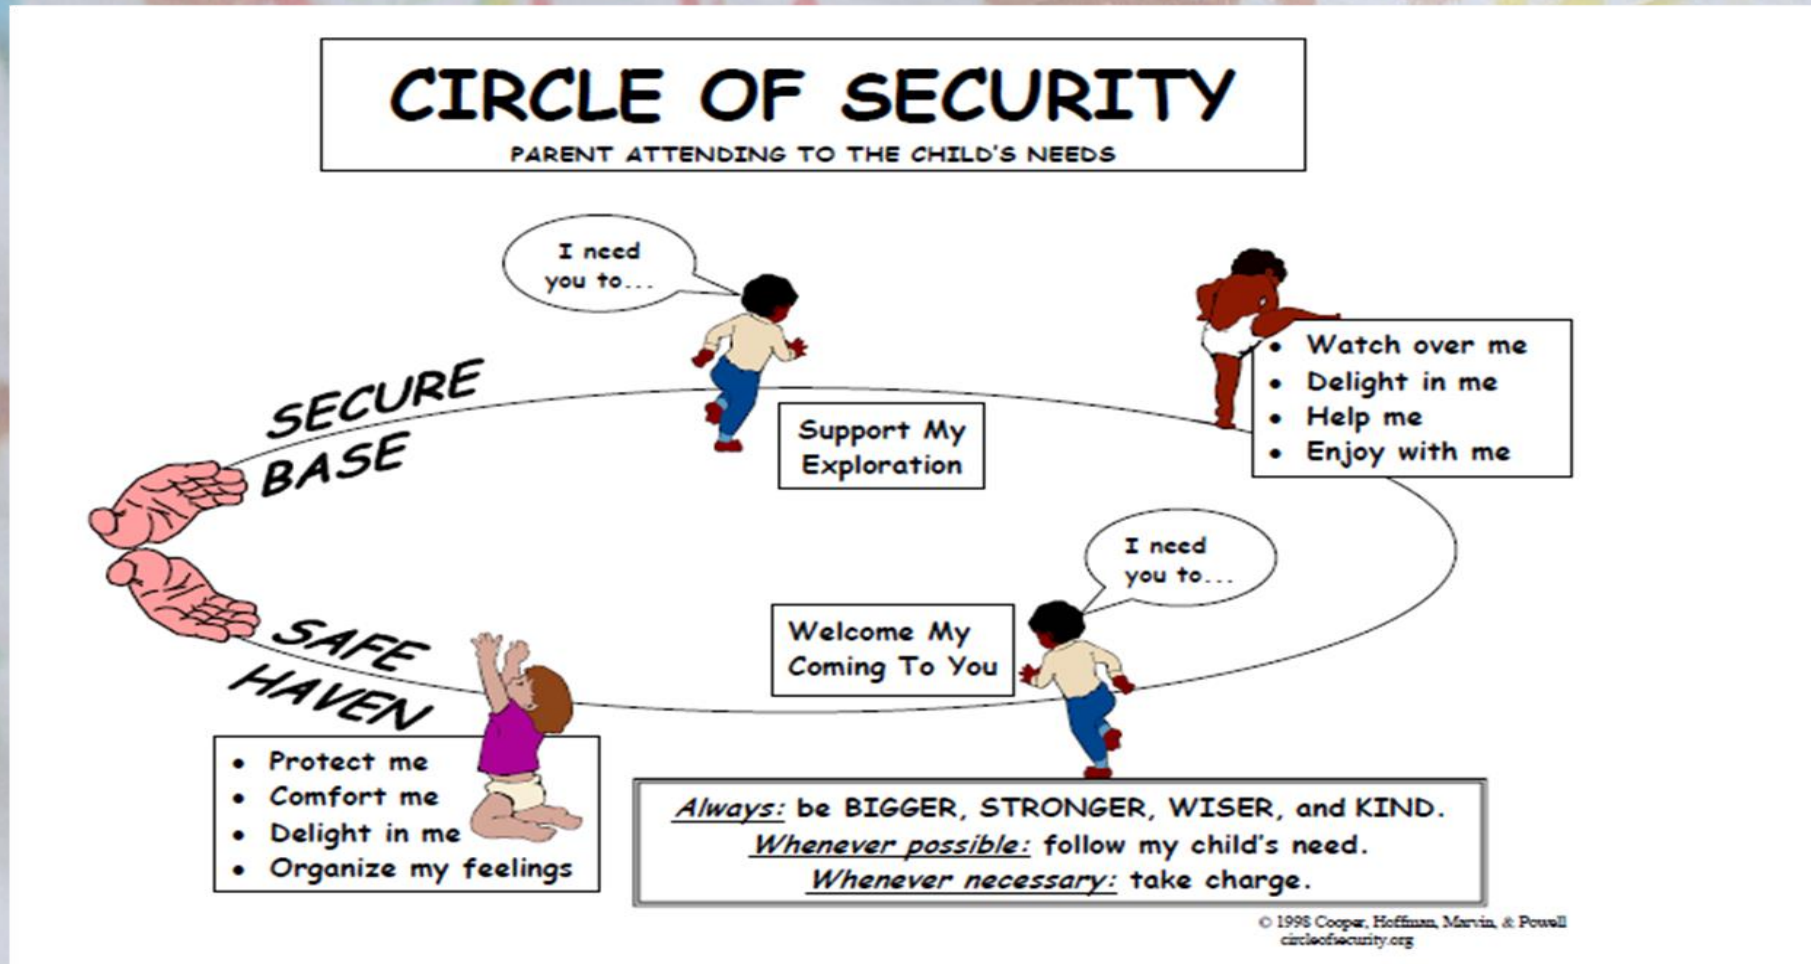 CIRCLE OF SECURITY
PARENT ATTENDING TO THE CHILD'S NEEDS
I need
you to...
SECURE
BASE
Support My
Exploration
• Watch over me
• Delight in me
• Help me
• Enjoy with me
I need
you to...
Welcome My
Coming To You
SAFE
HAVEN
• Protect me
• Comfort me
• Delight in me
• Organize my feelings
Always: be BIGGER, STRONGER, WISER, and KIND.
Whenever possible: follow my child's need.
Whenever necessary: take charge.
© 1998 Cooper, Hoffman, Marvin, & Powell
circleofsecurity.org